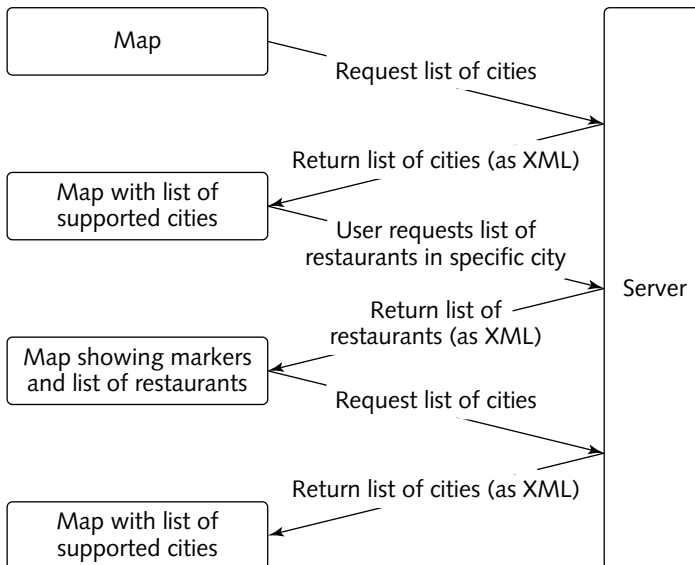 Map
Request list of cities
Return list of cities (as XML)
Map with list of
supported cities
User requests list of
restaurants in specific city
Server
Return list of
restaurants (as XML)
Map showing markers
and list of restaurants
Request list of cities
Return list of cities (as XML)
Map with list of
supported cities